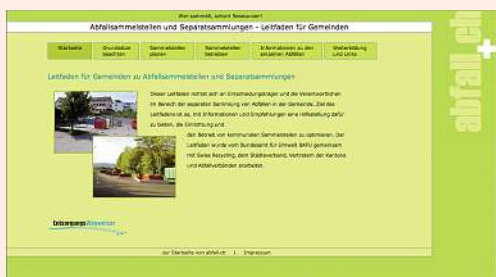 Wer sammelt, schont Ressourcen!
Abfallsammelstellen und Separatsammlungen - Leitfaden für Gemeinden
Startseite
Grundsätze beachten
Sammelstellen planen
Sammelstellen betreiben
Informationen zu den einzelnen Abfällen
Weiterbildung und Links
Leitfaden für Gemeinden zu Abfallsammelstellen und Separatsammlungen
Dieser Leitfaden richtet sich an Entscheidungsträger und die Verantwortlichen
im Bereich der separaten Sammlung von Abfällen in der Gemeinde. Ziel des
Leitfadens ist es, mit Informationen und Empfehlungen eine Hilfestellung dafür
zu bieten, die Einrichtung und
den Betrieb von kommunalen Sammelstellen zu optimieren. Der
Leitfaden wurde vom Bundesamt für Umwelt BAFU gemeinsam
mit Swiss Recycling, dem Städteverband, Vertretern der Kantone
und Abfallverbänden erarbeitet.
EntsorgungsWegweiser
zur Startseite von abfall.ch | Impressum
abfall.ch